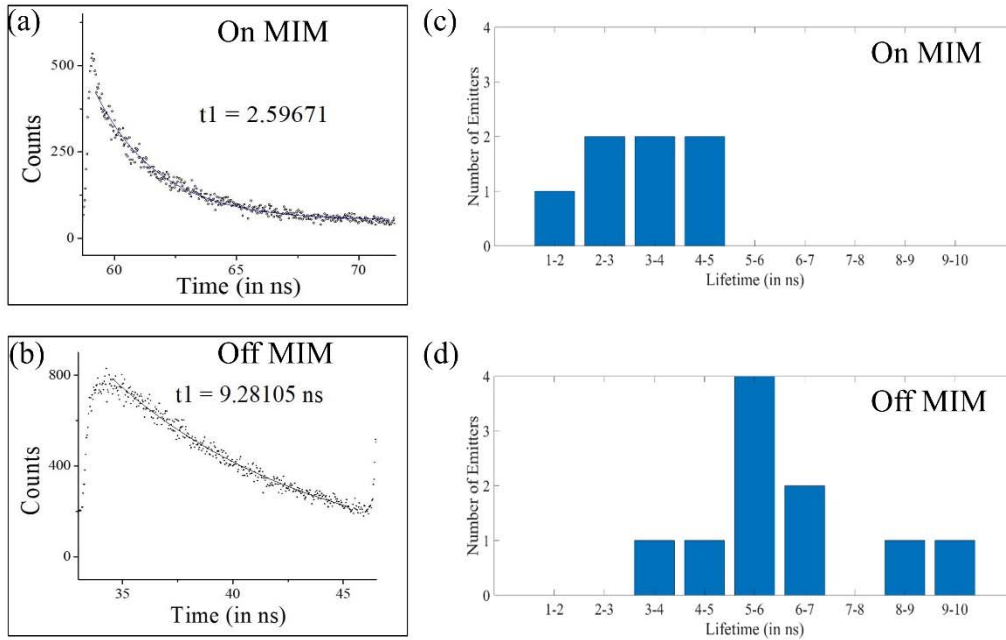 (a)
On MIM
t1 = 2.59671
Counts
500
250
0
60
65
70
Time (in ns)
(b)
Off MIM
t1 = 9.28105 ns
Counts
800
400
0
35
40
45
Time (in ns)
(c)
On MIM
Number of Emitters
4
3
2
1
0
1-2 2-3 3-4 4-5 5-6 6-7 7-8 8-9 9-10
Lifetime (in ns)
(d)
Off MIM
Number of Emitters
4
3
2
1
0
1-2 2-3 3-4 4-5 5-6 6-7 7-8 8-9 9-10
Lifetime (in ns)